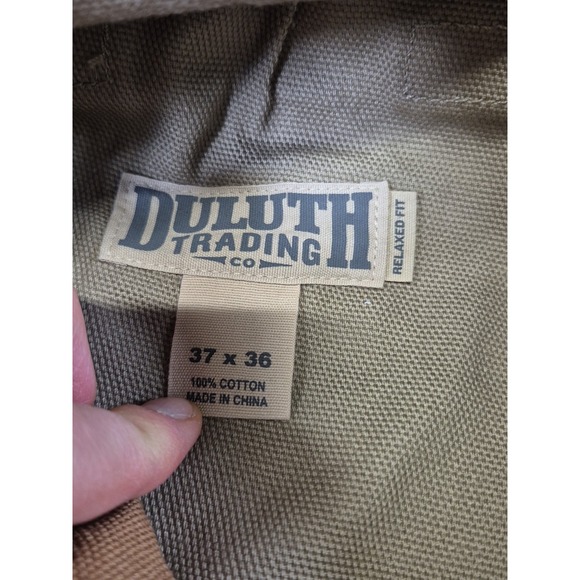 DULUTH
TRADING
CO
RELAXED FIT
37 x 36
100% COTTON
MADE IN CHINA